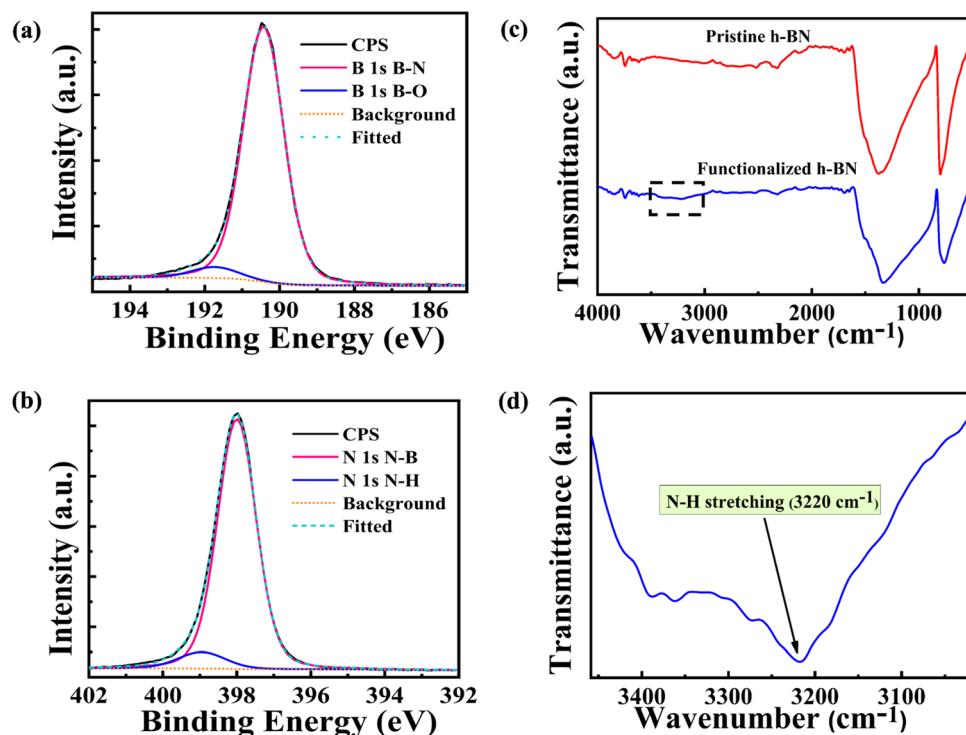 (a)
CPS
B 1s B-N
B 1s B-O
Background
Fitted
Intensity (a.u.)
194 192 190 188 186
Binding Energy (eV)
(c)
Pristine h-BN
Functionalized h-BN
Transmittance (a.u.)
4000 3000 2000 1000
Wavenumber (cm⁻¹)
(b)
CPS
N 1s N-B
N 1s N-H
Background
Fitted
Intensity (a.u.)
402 400 398 396 394 392
Binding Energy (eV)
(d)
N-H stretching (3220 cm⁻¹)
Transmittance (a.u.)
3400 3300 3200 3100
Wavenumber (cm⁻¹)